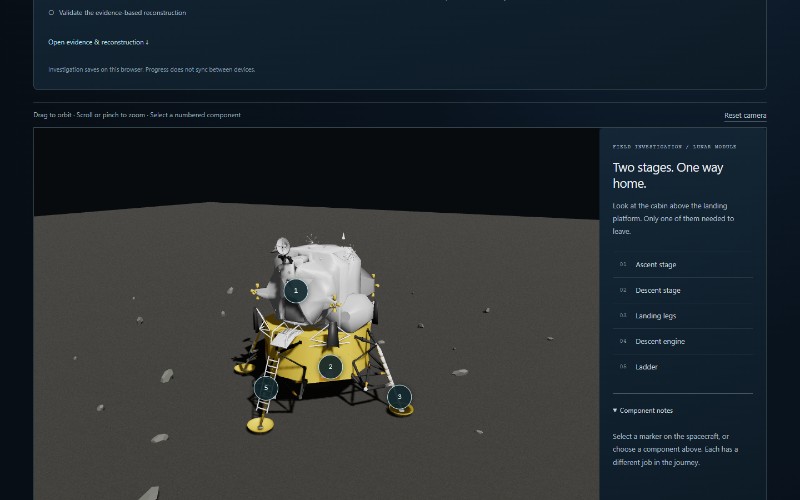 Validate the evidence-based reconstruction
Open evidence & reconstruction ↓
Investigation saves on this browser. Progress does not sync between devices.
Drag to orbit · Scroll or pinch to zoom · Select a numbered component
Reset camera
FIELD INVESTIGATION / LUNAR MODULE
Two stages. One way
home.
Look at the cabin above the landing
platform. Only one of them needed to
leave.
01 Ascent stage
02 Descent stage
03 Landing legs
04 Descent engine
05 Ladder
▼ Component notes
Select a marker on the spacecraft, or
choose a component above. Each has a
different job in the journey.
1
2
5
3